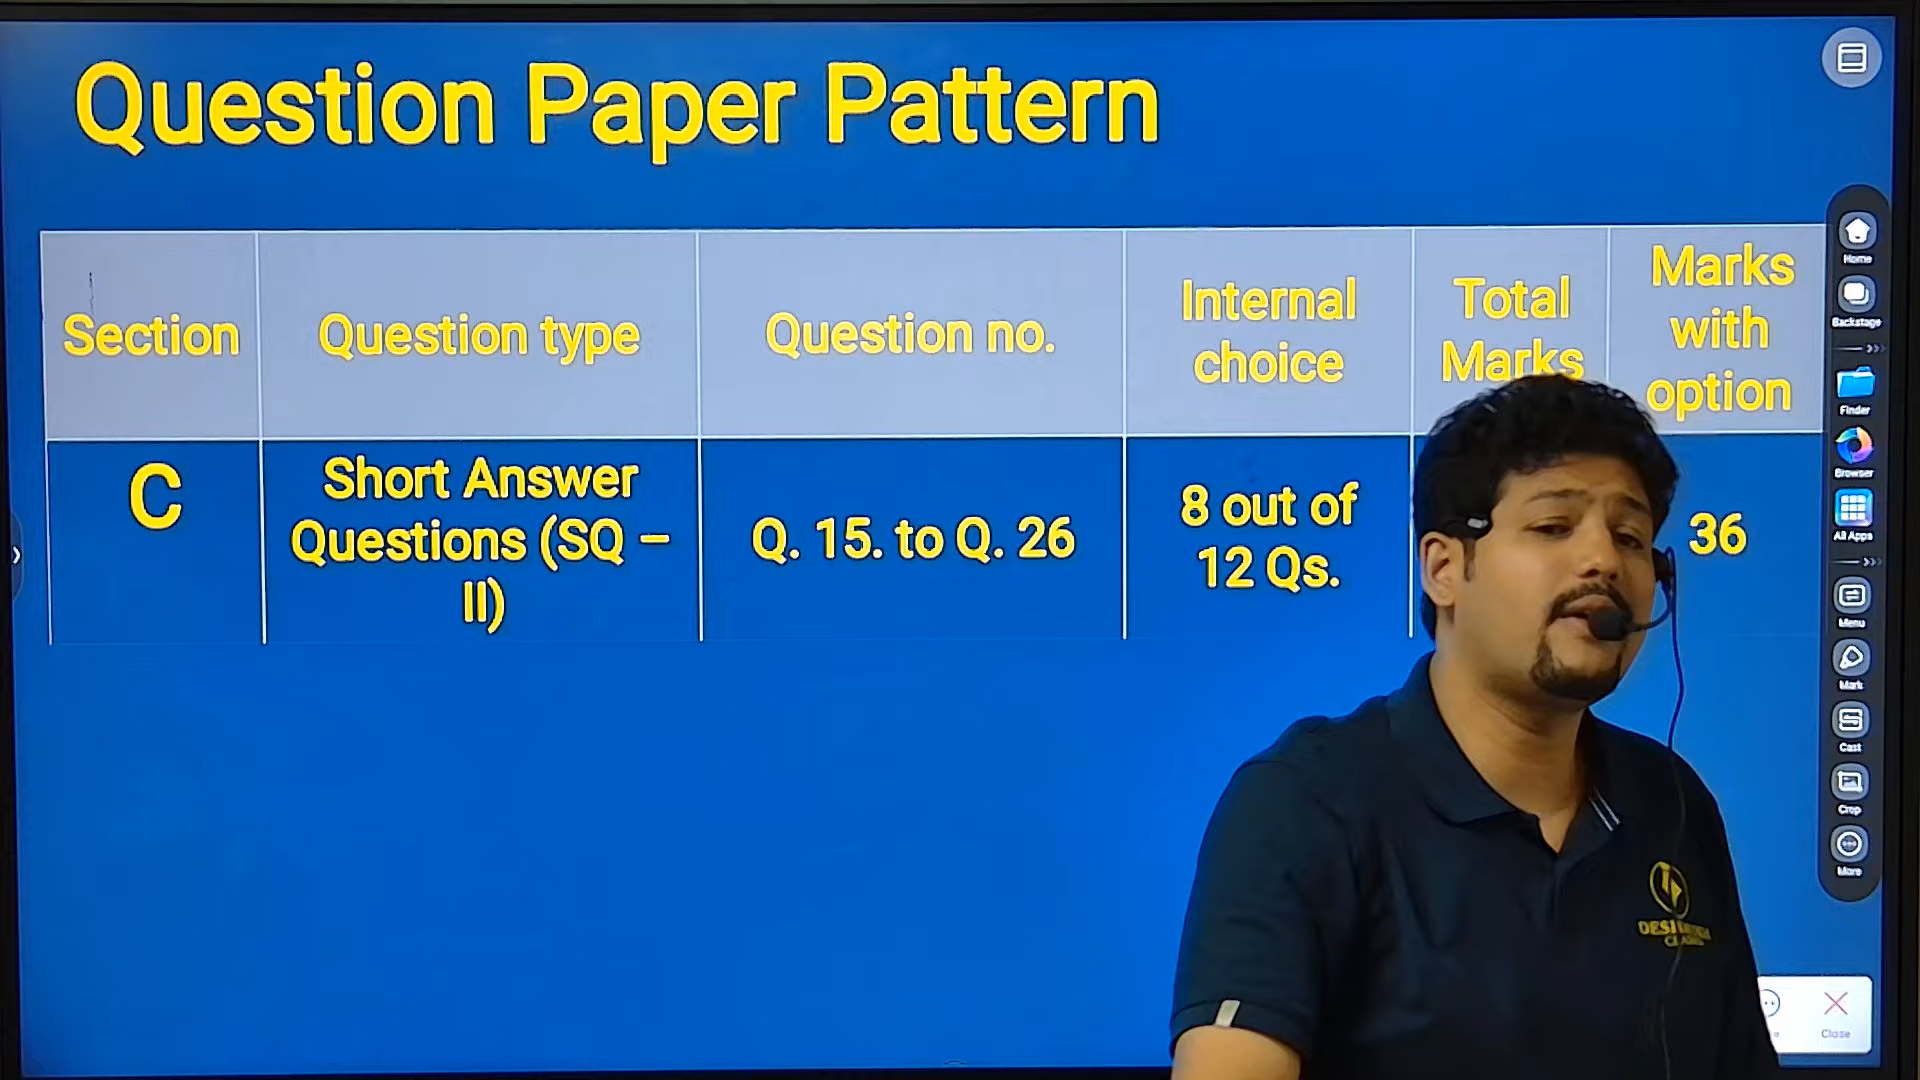 Question Paper Pattern
Section
Question type
Question no.
Internal
choice
Total
Marks
Marks
with
option
C
Short Answer
Questions (SQ –
II)
Q. 15. to Q. 26
8 out of
12 Qs.
36
Home
Backstage
Finder
Browser
All Apps
Menu
Mark
Cast
Crop
More
Close